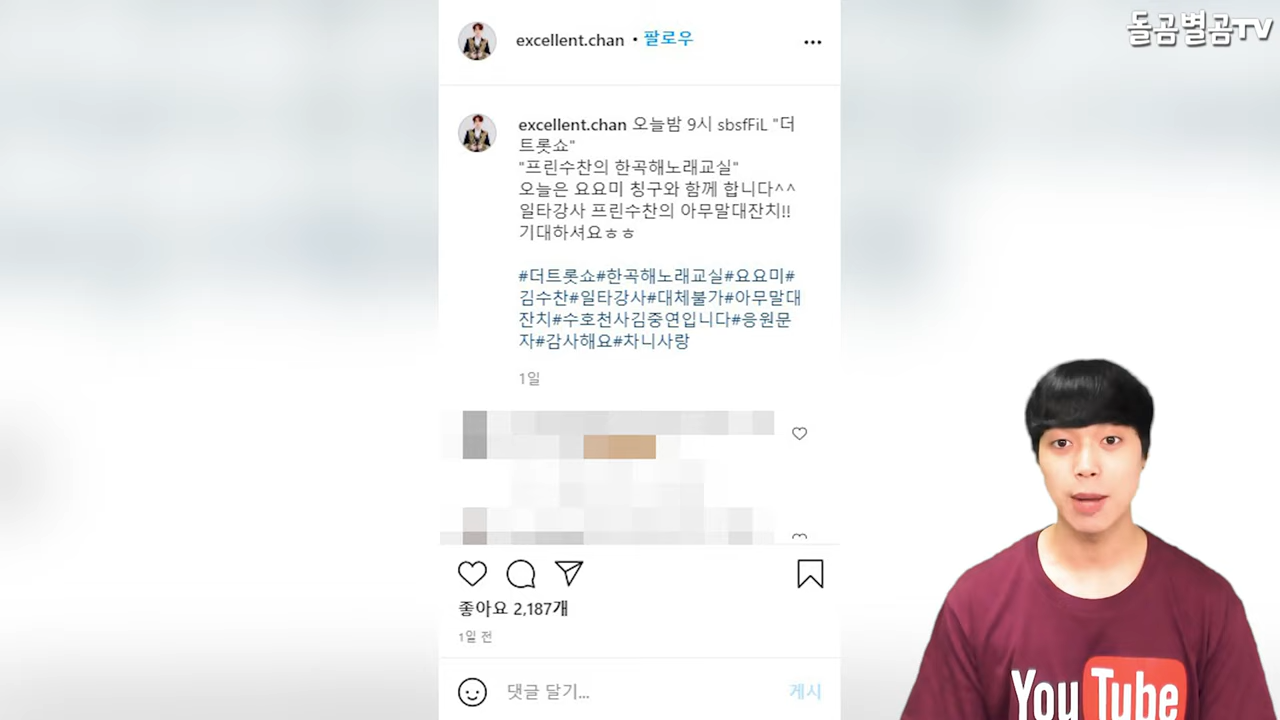 돌곰별곰TV
excellent.chan • 팔로우
excellent.chan 오늘밤 9시 sbsfFiL "더
트롯쇼"
"프린수찬의 한곡해노래교실"
오늘은 요요미 칭구와 함께 합니다^^
일타강사 프린수찬의 아무말대잔치!!
기대하셔요ㅎㅎ
#더트롯쇼#한곡해노래교실#요요미#
김수찬#일타강사#대체불가#아무말대
잔치#수호천사김중연입니다#응원문
자#감사해요#차니사랑
1일
좋아요 2,187개
1일 전
댓글 달기...
게시
You Tube